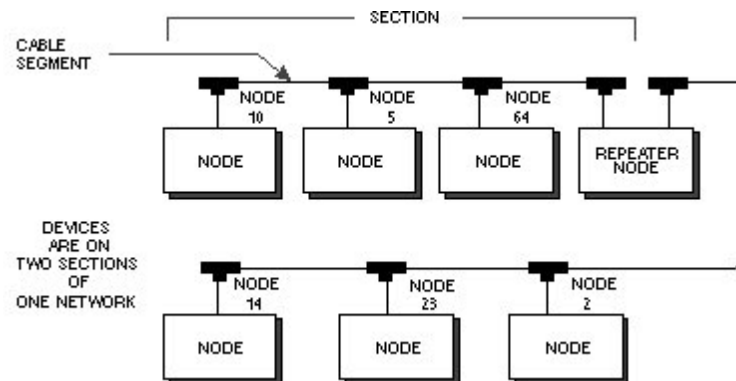 SECTION
CABLE
SEGMENT
NODE
10
NODE
5
NODE
64
NODE
NODE
NODE
REPEATER
NODE
DEVICES
ARE ON
TWO SECTIONS
OF
ONE NETWORK
NODE
14
NODE
23
NODE
2
NODE
NODE
NODE